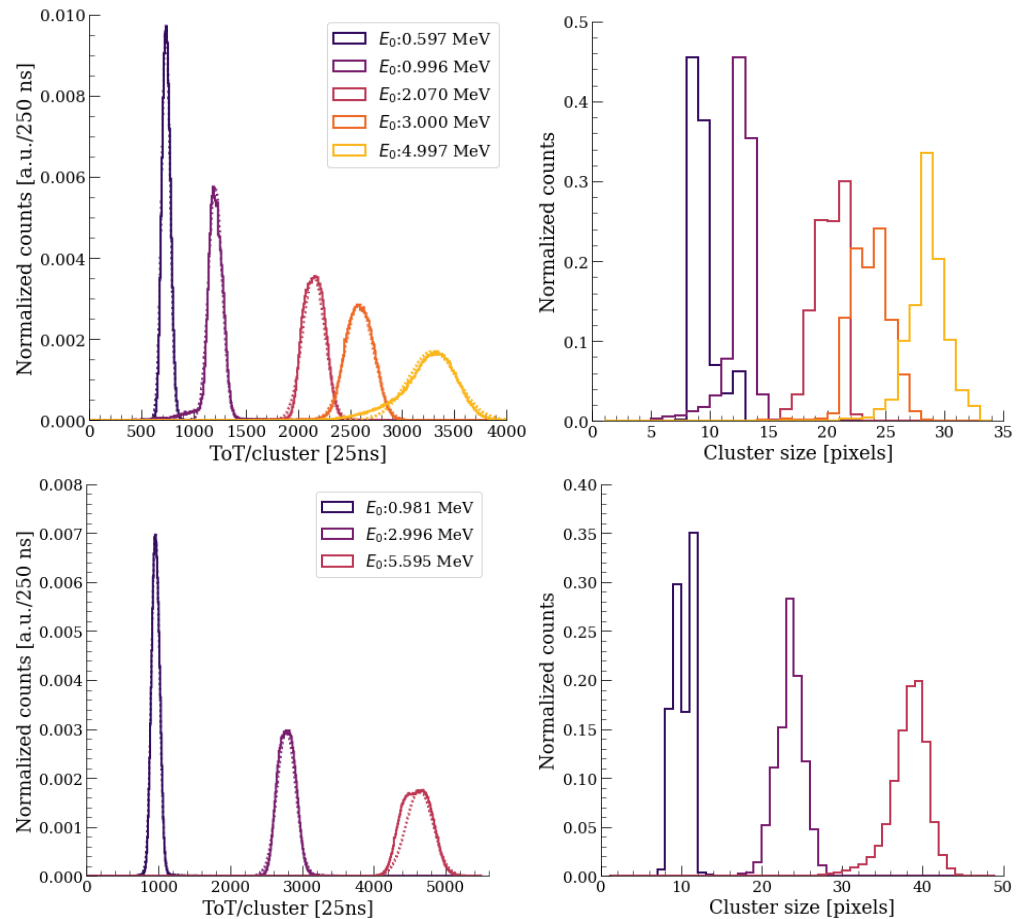 Normalized counts [a.u./250 ns]
0.010
0.008
0.006
0.004
0.002
0.000
0 500 1000 1500 2000 2500 3000 3500 4000
ToT/cluster [25ns]
E₀:0.597 MeV
E₀:0.996 MeV
E₀:2.070 MeV
E₀:3.000 MeV
E₀:4.997 MeV
Normalized counts
0.5
0.4
0.3
0.2
0.1
0.0
0 5 10 15 20 25 30 35
Cluster size [pixels]
Normalized counts [a.u./250 ns]
0.008
0.007
0.006
0.005
0.004
0.003
0.002
0.001
0.000
0 1000 2000 3000 4000 5000
ToT/cluster [25ns]
E₀:0.981 MeV
E₀:2.996 MeV
E₀:5.595 MeV
Normalized counts
0.40
0.35
0.30
0.25
0.20
0.15
0.10
0.05
0.00
0 10 20 30 40 50
Cluster size [pixels]